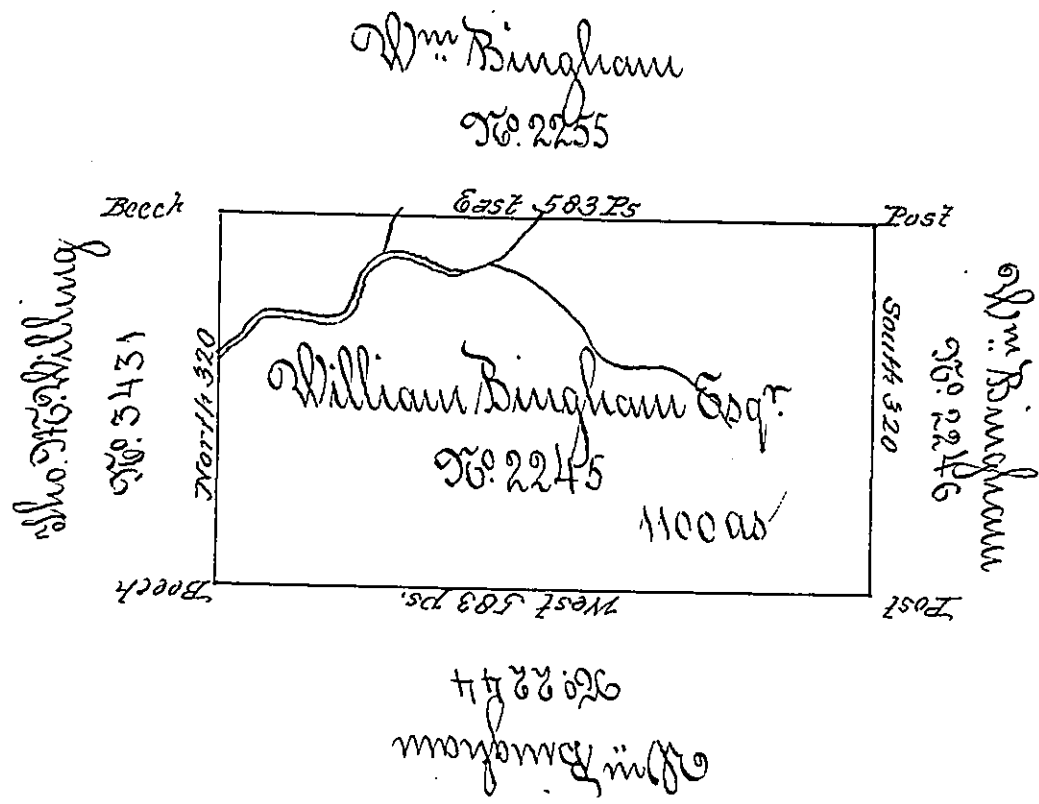 Wm. Bingham
No. 2255
Beech
East 583 Ps
Post
Tho. M. Willing
No. 3431
North 320
William Bingham Esqr.
No. 2245
1100 as
South 320
Wm. Bingham
No. 2246
Beech
West 583 ps.
Post
No. 2244
Wm. Bingham